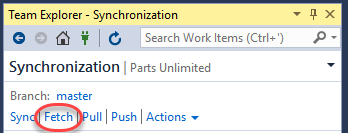 Team Explorer - Synchronization
Search Work Items (Ctrl+')
Synchronization | Parts Unlimited
Branch: master
Sync | Fetch | Pull | Push | Actions